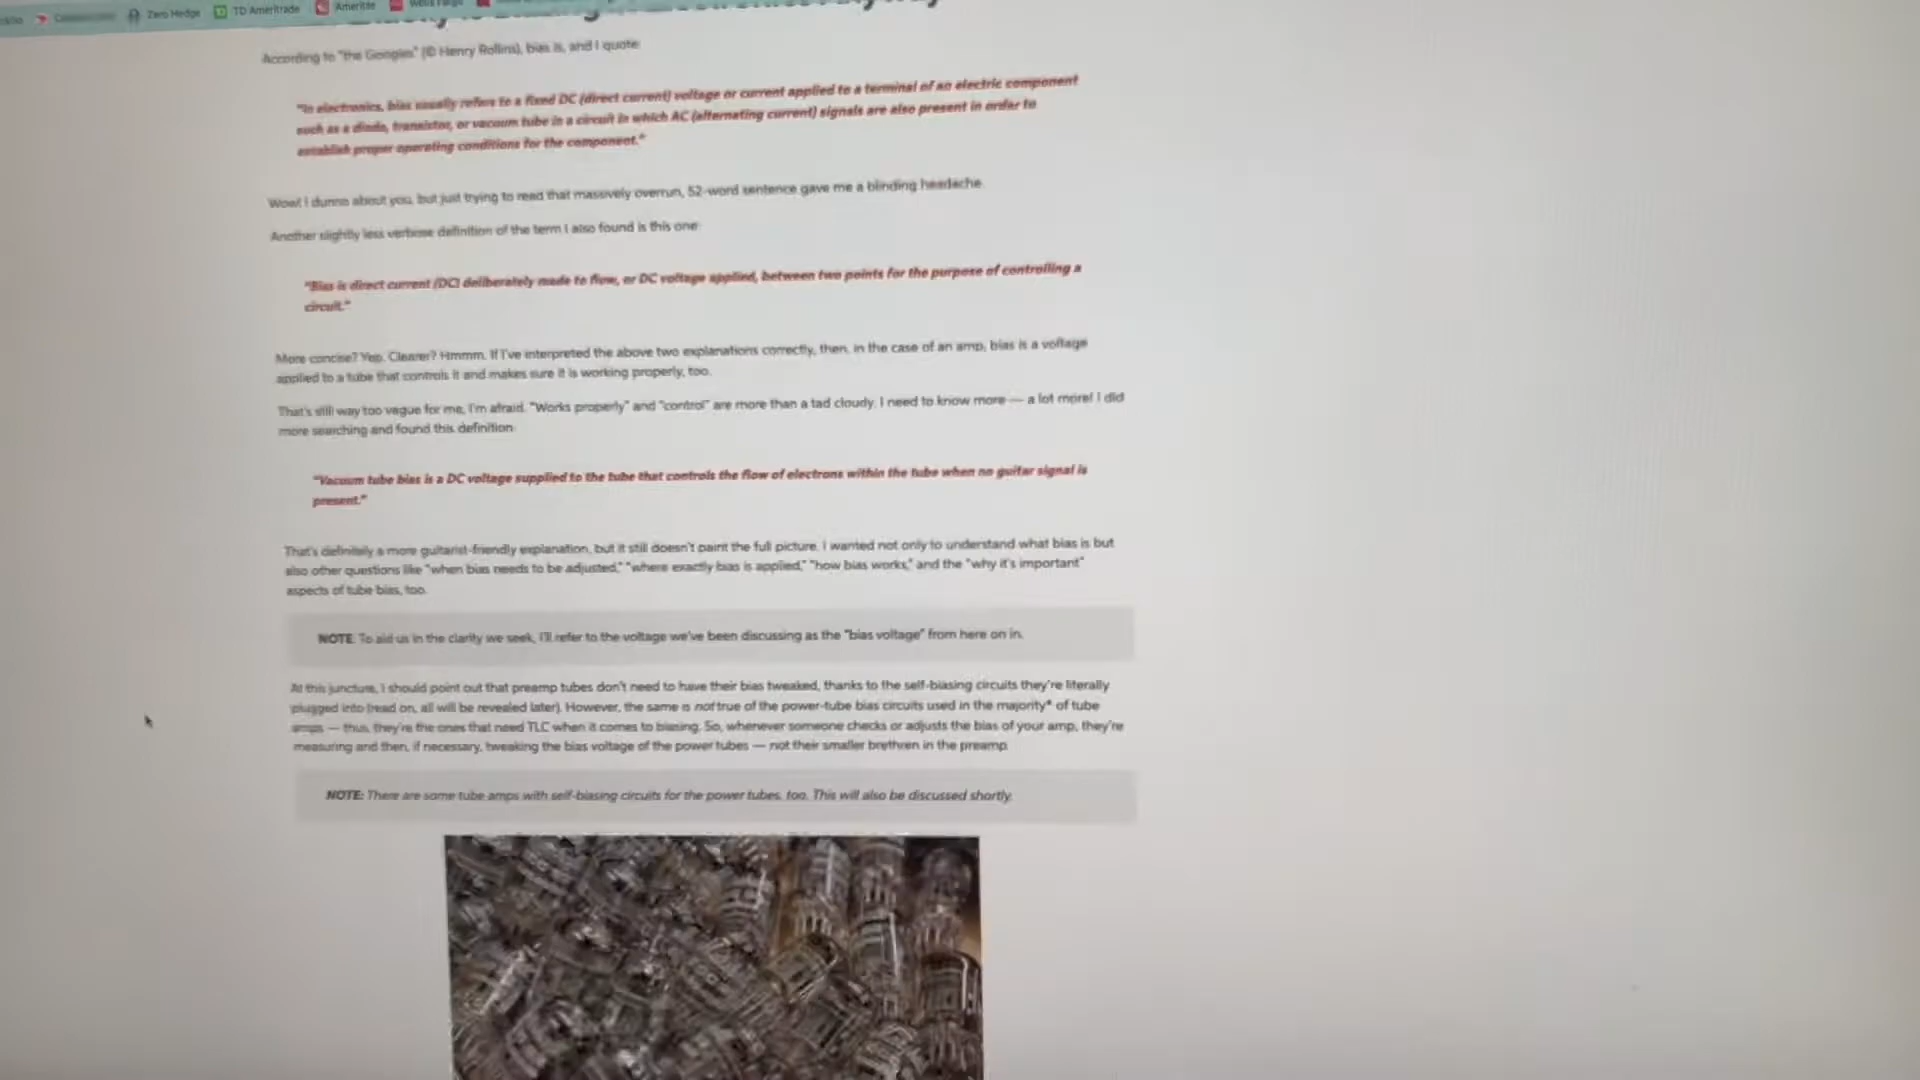 Zero Hedge TD Ameritrade Ameritas Wells Fargo
According to "the Googles" (© Henry Rollins), bias is, and I quote:
"In electronics, bias usually refers to a fixed DC (direct current) voltage or current applied to a terminal of an electric component
such as a diode, transistor, or vacuum tube in a circuit in which AC (alternating current) signals are also present in order to
establish proper operating conditions for the component."
Wow! I dunno about you, but just trying to read that massively overrun, 52-word sentence gave me a blinding headache.
Another slightly less verbose definition of the term I also found is this one:
"Bias is direct current (DC) deliberately made to flow, or DC voltage applied, between two points for the purpose of controlling a
circuit."
More concise? Yep. Clearer? Hmmm. If I've interpreted the above two explanations correctly, then, in the case of an amp, bias is a voltage
applied to a tube that controls it and makes sure it is working properly, too.
That's still way too vague for me, I'm afraid. "Works properly" and "control" are more than a tad cloudy. I need to know more — a lot more! I did
more searching and found this definition:
"Vacuum tube bias is a DC voltage supplied to the tube that controls the flow of electrons within the tube when no guitar signal is
present."
That's definitely a more guitarist-friendly explanation, but it still doesn't paint the full picture. I wanted not only to understand what bias is but
also other questions like "when bias needs to be adjusted," "where exactly bias is applied," "how bias works," and the "why it's important"
aspects of tube bias, too.
NOTE: To aid us in the clarity we seek, I'll refer to the voltage we've been discussing as the "bias voltage" from here on in.
At this juncture, I should point out that preamp tubes don't need to have their bias tweaked, thanks to the self-biasing circuits they're literally
plugged into (read on, all will be revealed later). However, the same is not true of the power-tube bias circuits used in the majority* of tube
amps — thus, they're the ones that need TLC when it comes to biasing. So, whenever someone checks or adjusts the bias of your amp, they're
measuring and then, if necessary, tweaking the bias voltage of the power tubes — not their smaller brethren in the preamp.
NOTE: There are some tube amps with self-biasing circuits for the power tubes, too. This will also be discussed shortly.